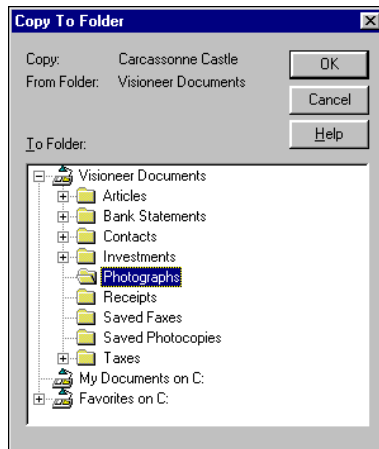 Copy To Folder
Copy: Carcassonne Castle
From Folder: Visioneer Documents
OK
Cancel
Help
To Folder:
Visioneer Documents
Articles
Bank Statements
Contacts
Investments
Photographs
Receipts
Saved Faxes
Saved Photocopies
Taxes
My Documents on C:
Favorites on C: